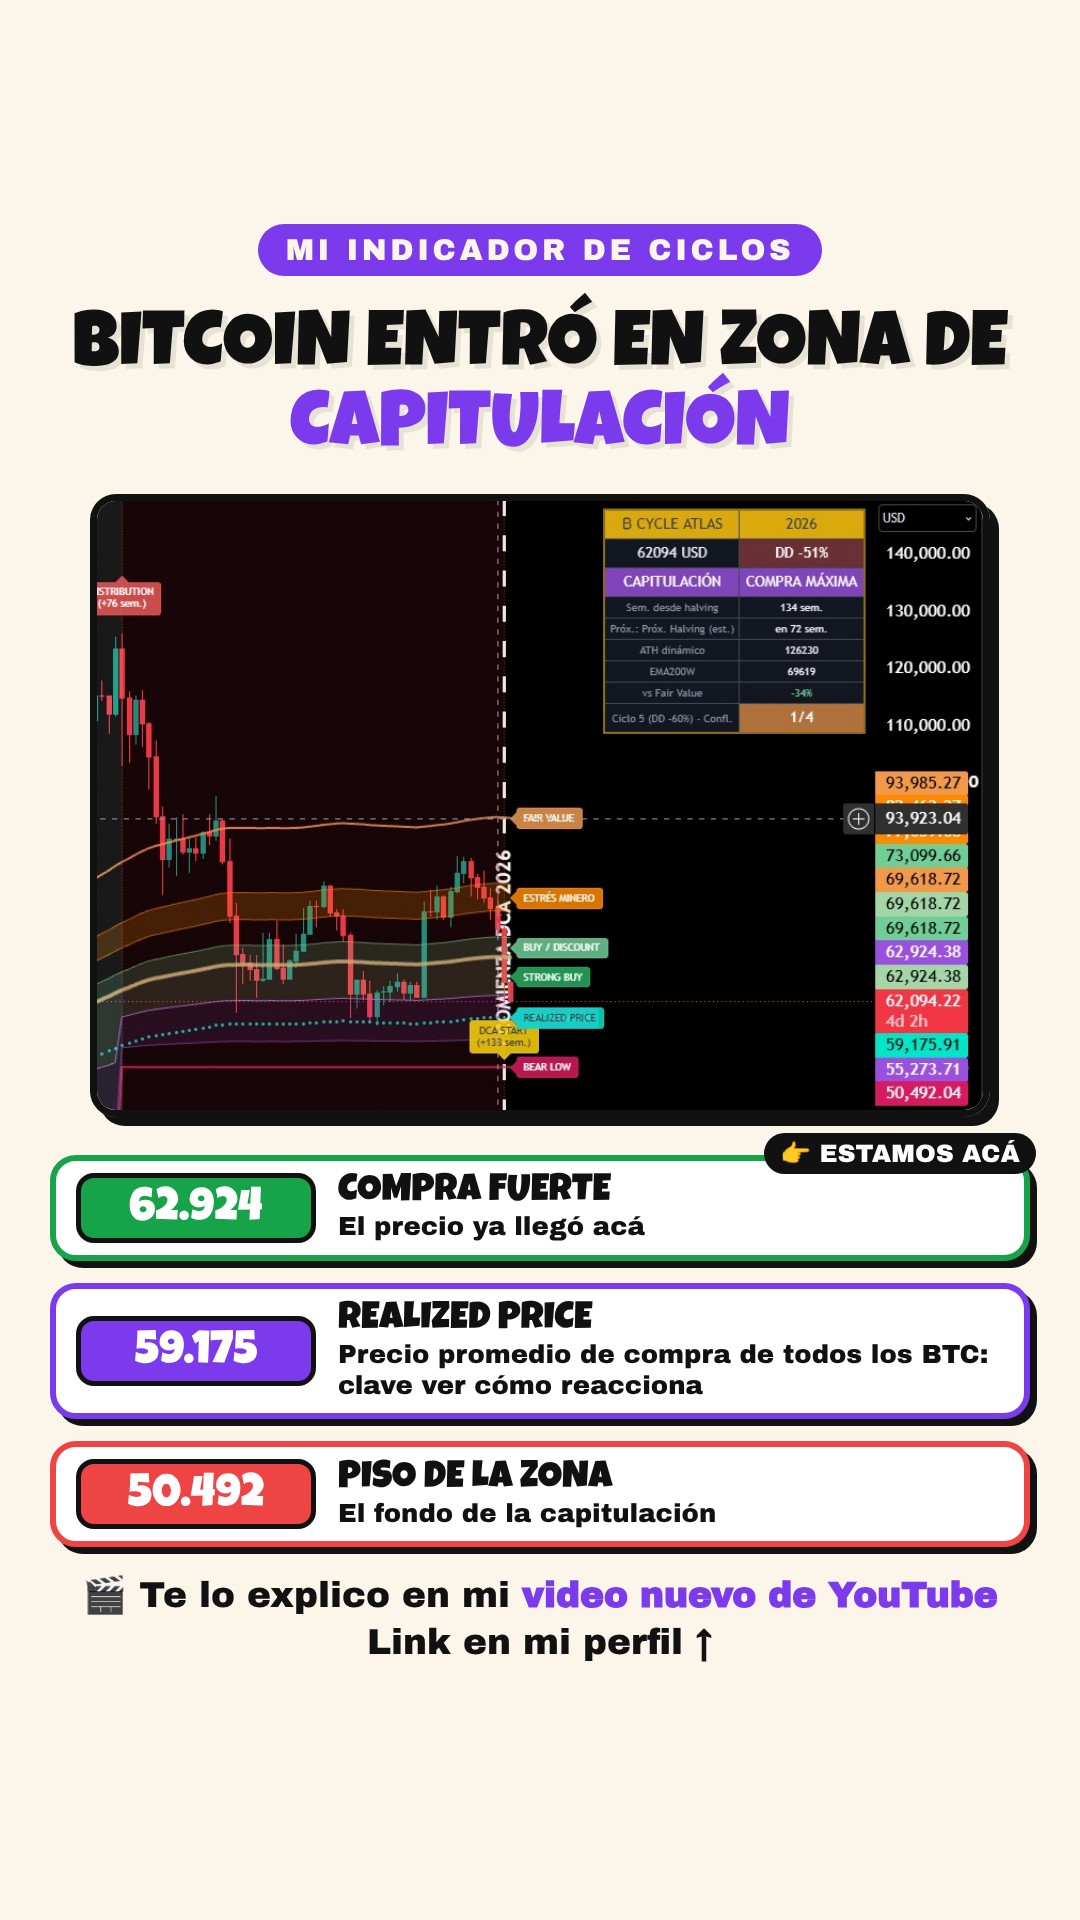 MI INDICADOR DE CICLOS
BITCOIN ENTRÓ EN ZONA DE
CAPITULACIÓN
B CYCLE ATLAS 2026
62094 USD DD -51%
CAPITULACIÓN COMPRA MÁXIMA
Sem. desde halving 134 sem.
Próx.: Próx. Halving (est.) en 72 sem.
ATH dinámico 126230
EMA200W 69619
vs Fair Value -34%
Ciclo 5 (DD -60%) - Confl. 1/4
USD
140,000.00
130,000.00
120,000.00
110,000.00
93,985.27
93,923.04
73,099.66
69,618.72
69,618.72
69,618.72
62,924.38
62,924.38
62,094.22
4d 2h
59,175.91
55,273.71
50,492.04
ISTRIBUTION
(+76 sem.)
FAIR VALUE
ESTRÉS MINERO
BUY / DISCOUNT
STRONG BUY
REALIZED PRICE
BEAR LOW
OMIENZA DCA 2026
DCA START
(+133 sem.)
👉 ESTAMOS ACÁ
62.924
COMPRA FUERTE
El precio ya llegó acá
59.175
REALIZED PRICE
Precio promedio de compra de todos los BTC:
clave ver cómo reacciona
50.492
PISO DE LA ZONA
El fondo de la capitulación
🎬 Te lo explico en mi video nuevo de YouTube
Link en mi perfil ↑